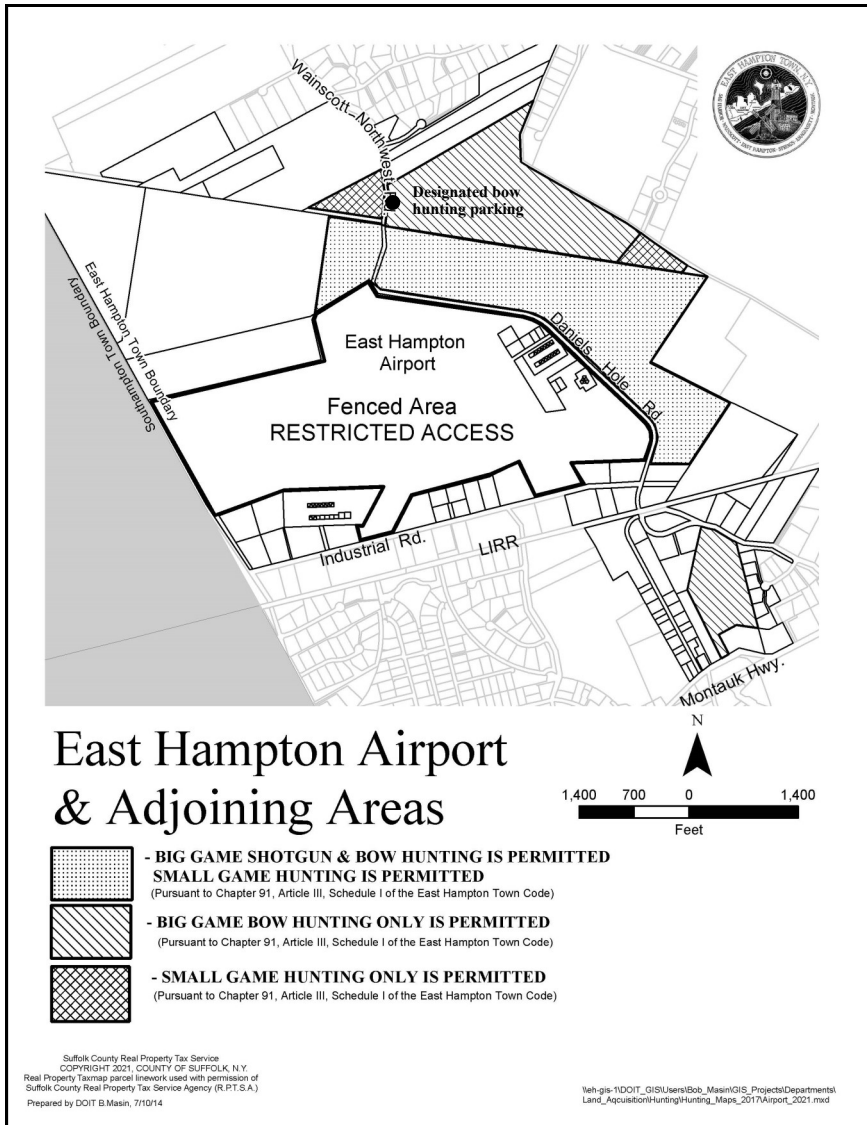 EAST HAMPTON TOWN, N.Y.
Wainscott-Northwest R
Designated bow
hunting parking
East Hampton Town Boundary
Southampton Town Boundary
East Hampton
Airport
Daniels Hole Rd
Fenced Area
RESTRICTED ACCESS
Industrial Rd.
LIRR
Montauk Hwy.
East Hampton Airport
& Adjoining Areas
N
1,400 700 0 1,400
Feet
- BIG GAME SHOTGUN & BOW HUNTING IS PERMITTED
SMALL GAME HUNTING IS PERMITTED
(Pursuant to Chapter 91, Article III, Schedule I of the East Hampton Town Code)
- BIG GAME BOW HUNTING ONLY IS PERMITTED
(Pursuant to Chapter 91, Article III, Schedule I of the East Hampton Town Code)
- SMALL GAME HUNTING ONLY IS PERMITTED
(Pursuant to Chapter 91, Article III, Schedule I of the East Hampton Town Code)
Suffolk County Real Property Tax Service
COPYRIGHT 2021, COUNTY OF SUFFOLK, N.Y.
Real Property Taxmap parcel linework used with permission of
Suffolk County Real Property Tax Service Agency (R.P.T.S.A.)
Prepared by DOIT B.Masin, 7/10/14
\\eh-gis-1\DOIT_GIS\Users\Bob_Masin\GIS_Projects\Departments\
Land_Aqcuisition\Hunting\Hunting_Maps_2017\Airport_2021.mxd